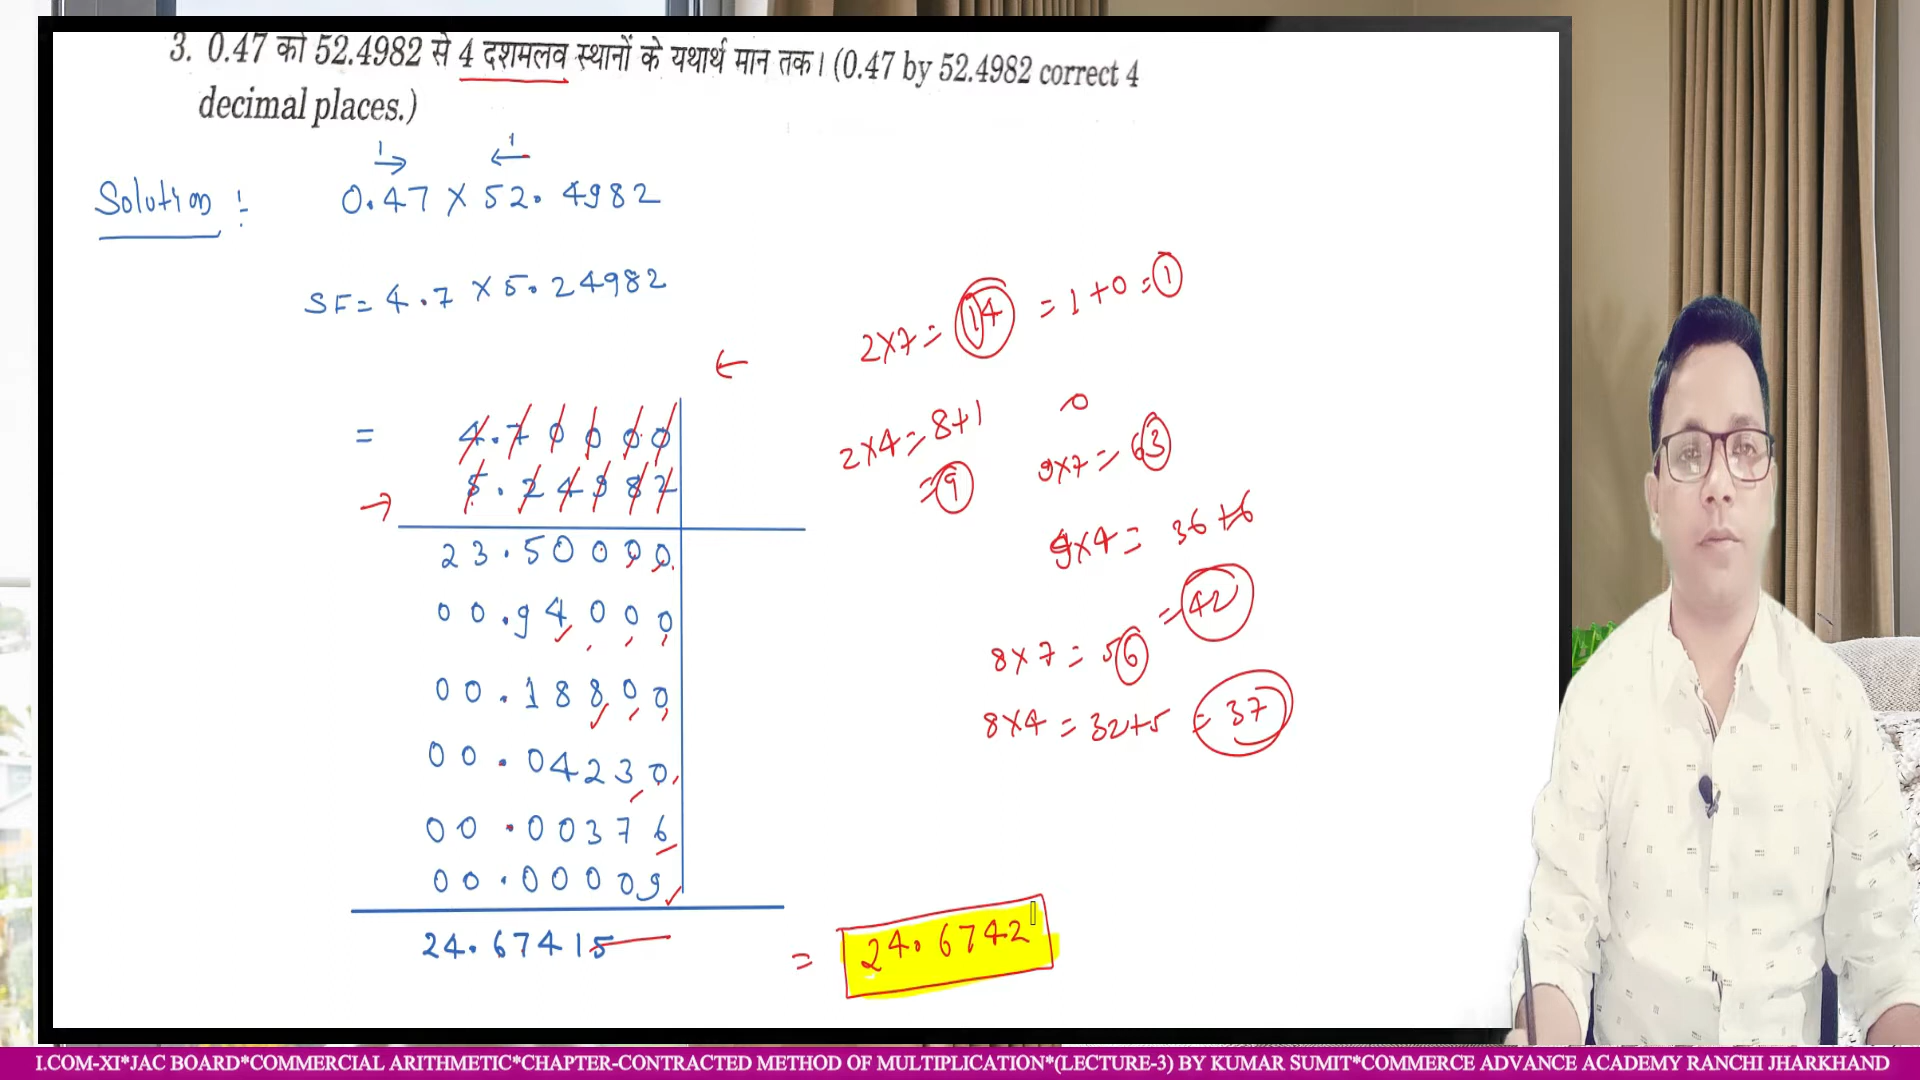 3. 0.47 को 52.4982 से 4 दशमलव स्थानों के यथार्थ मान तक। (0.47 by 52.4982 correct 4
decimal places.)
1 1
Solution : 0.47 × 52.4982
SF = 4.7 × 5.24982
= 4.70000
5.24982
23.50000
00.94000
00.18800
00.04230
00.00376
00.00009
24.67415
= 24.6742
2×7 = 14 = 1+0 = 1
2×4 = 8+1
= 9
0
9×7 = 63
9×4 = 36+6
= 42
8×7 = 56
8×4 = 32+5 = 37
I.COM-XI*JAC BOARD*COMMERCIAL ARITHMETIC*CHAPTER-CONTRACTED METHOD OF MULTIPLICATION*(LECTURE-3) BY KUMAR SUMIT*COMMERCE ADVANCE ACADEMY RANCHI JHARKHAND